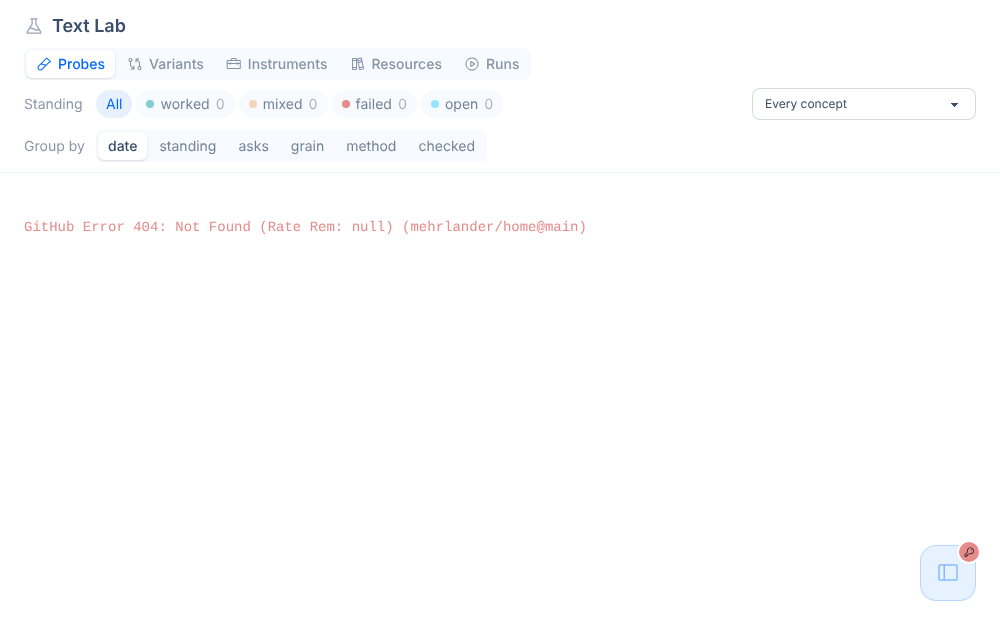 Text Lab
Probes Variants Instruments Resources Runs
Standing All worked 0 mixed 0 failed 0 open 0 Every concept
Group by date standing asks grain method checked
GitHub Error 404: Not Found (Rate Rem: null) (mehrlander/home@main)